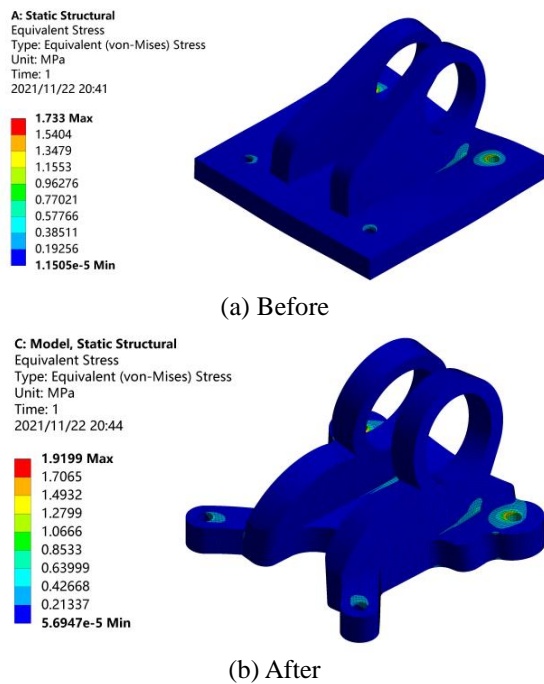 A: Static Structural
Equivalent Stress
Type: Equivalent (von-Mises) Stress
Unit: MPa
Time: 1
2021/11/22 20:41
1.733 Max
1.5404
1.3479
1.1553
0.96276
0.77021
0.57766
0.38511
0.19256
1.1505e-5 Min
(a) Before
C: Model, Static Structural
Equivalent Stress
Type: Equivalent (von-Mises) Stress
Unit: MPa
Time: 1
2021/11/22 20:44
1.9199 Max
1.7065
1.4932
1.2799
1.0666
0.8533
0.63999
0.42668
0.21337
5.6947e-5 Min
(b) After